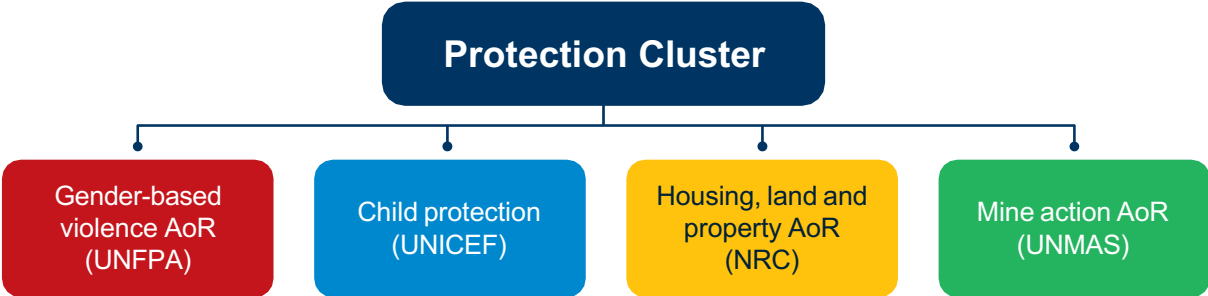 Protection Cluster
Gender-based
violence AoR
(UNFPA)
Child protection
(UNICEF)
Housing, land and
property AoR
(NRC)
Mine action AoR
(UNMAS)